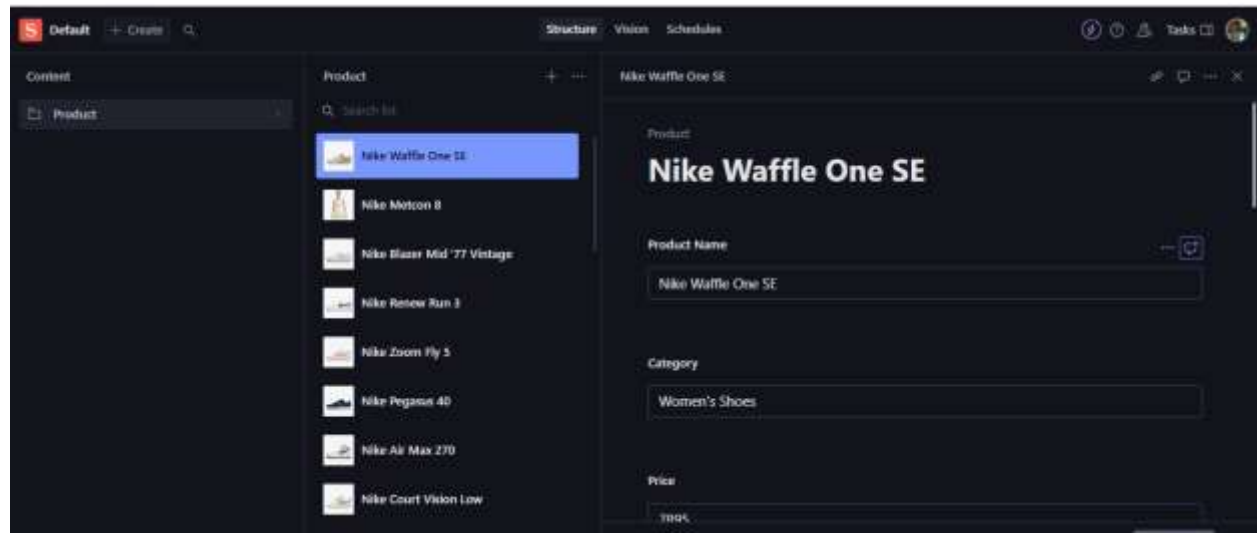 S Default + Create
Structure Vision Schedules
Tasks
Content
Product
Product
Search list
Nike Waffle One SE
Nike Metcon 8
Nike Blazer Mid '77 Vintage
Nike Renew Run 3
Nike Zoom Fly 5
Nike Pegasus 40
Nike Air Max 270
Nike Court Vision Low
Nike Waffle One SE
Product
Nike Waffle One SE
Product Name
Nike Waffle One SE
Category
Women's Shoes
Price
7895